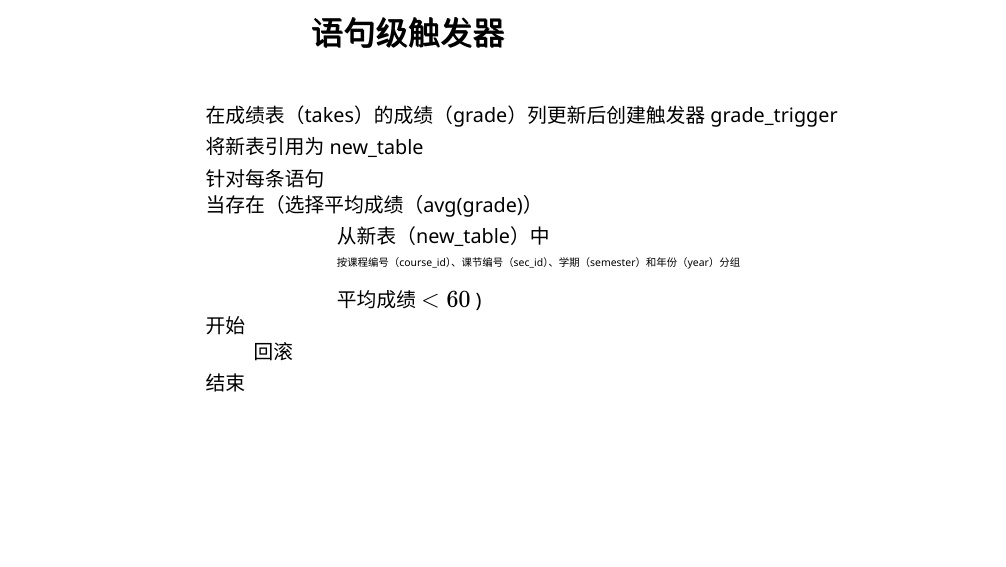 语句级触发器
在成绩表（takes）的成绩（grade）列更新后创建触发器 grade_trigger
将新表引用为 new_table
针对每条语句
当存在（选择平均成绩（avg(grade)）
从新表（new_table）中
按课程编号（course_id）、课节编号（sec_id）、学期（semester）和年份（year）分组
平均成绩 < 60 )
开始
回滚
结束